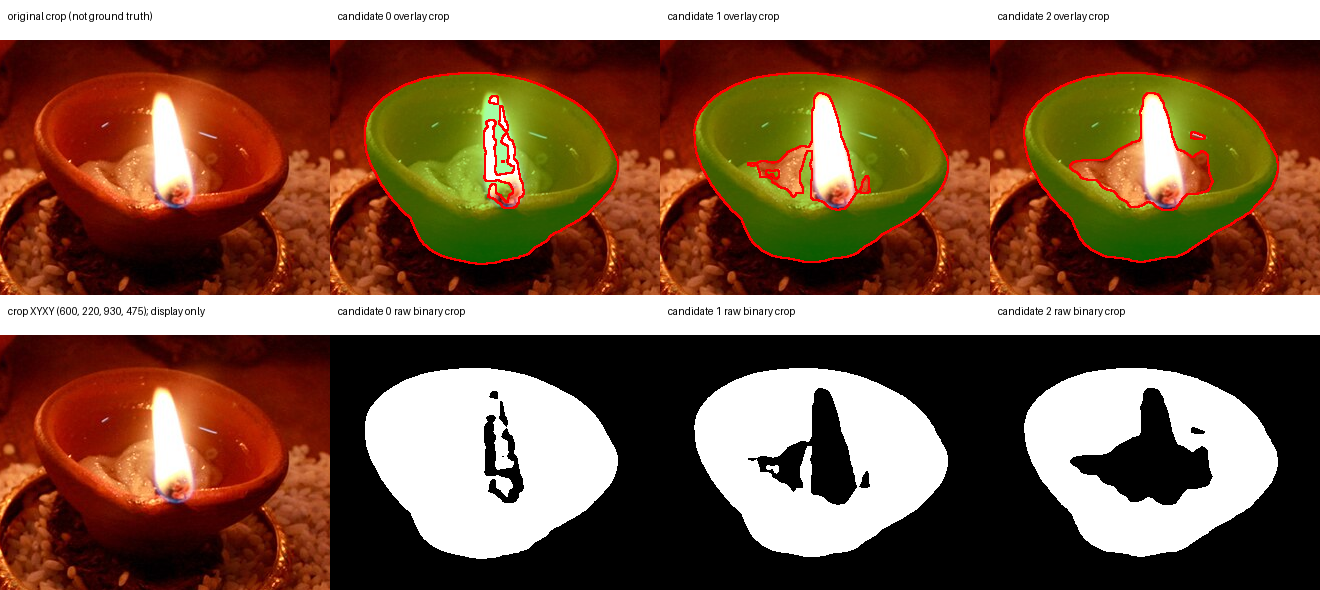 original crop (not ground truth)
candidate 0 overlay crop
candidate 1 overlay crop
candidate 2 overlay crop
crop XYXY (600, 220, 930, 475); display only
candidate 0 raw binary crop
candidate 1 raw binary crop
candidate 2 raw binary crop